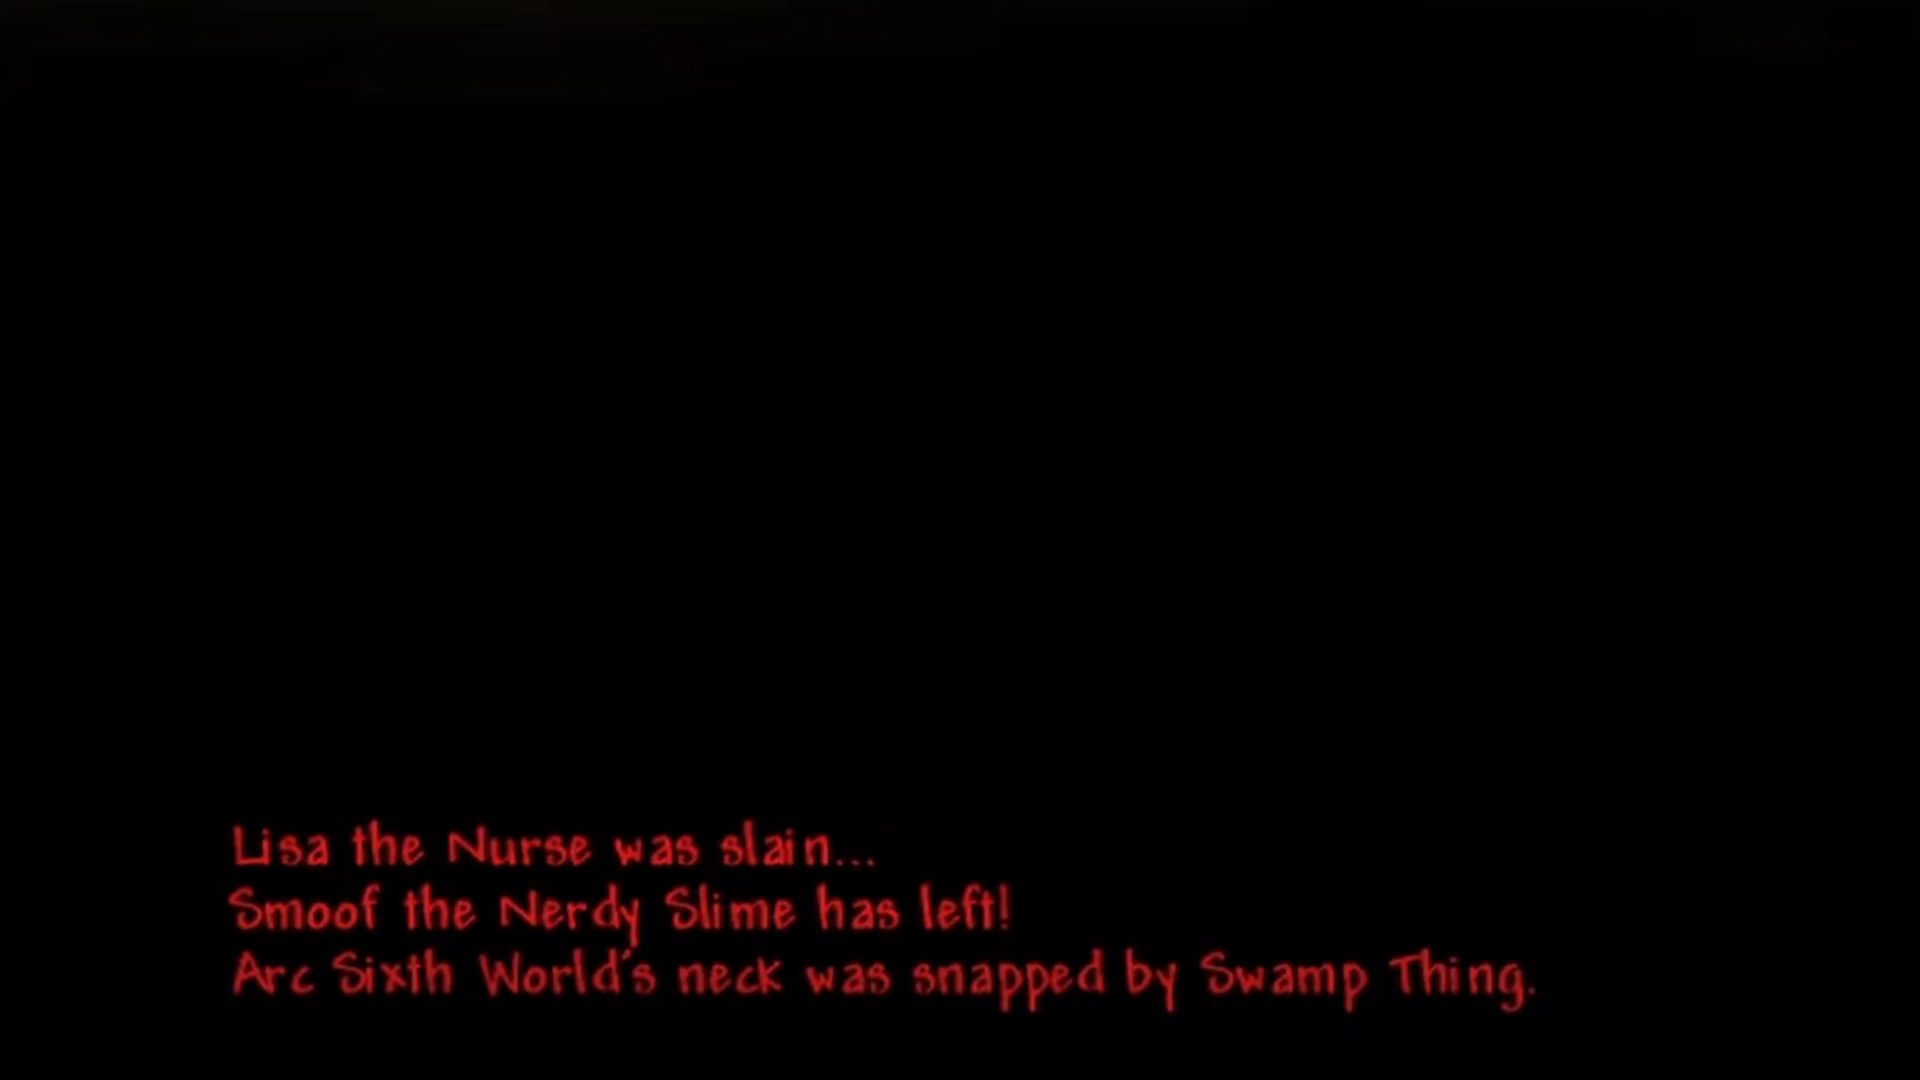 Lisa the Nurse was slain...
Smoof the Nerdy Slime has left!
Arc Sixth World's neck was snapped by Swamp Thing.